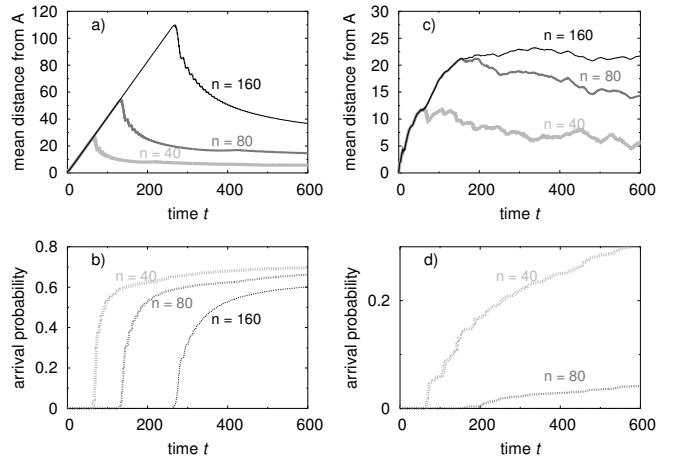 a)
mean distance from A
120
100
80
60
40
20
0
n = 160
n = 80
n = 40
0 200 400 600
time t
c)
mean distance from A
30
25
20
15
10
5
0
n = 160
n = 80
n = 40
0 200 400 600
time t
b)
arrival probability
0.8
0.6
0.4
0.2
0
n = 40
n = 80
n = 160
0 200 400 600
time t
d)
arrival probability
0.2
0
n = 40
n = 80
0 200 400 600
time t